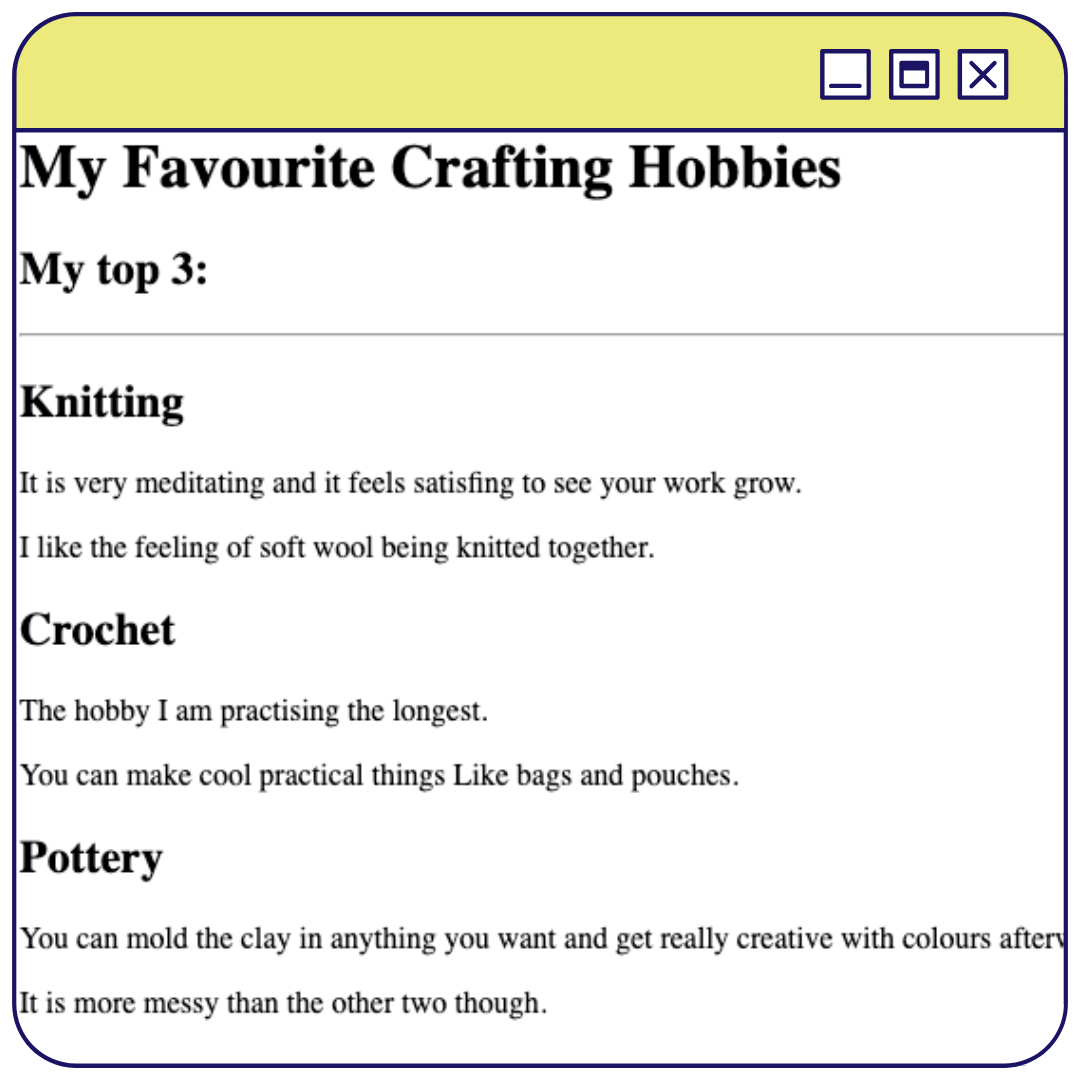 My Favourite Crafting Hobbies
My top 3:
Knitting
It is very meditating and it feels satisfing to see your work grow.
I like the feeling of soft wool being knitted together.
Crochet
The hobby I am practising the longest.
You can make cool practical things Like bags and pouches.
Pottery
You can mold the clay in anything you want and get really creative with colours
It is more messy than the other two though.